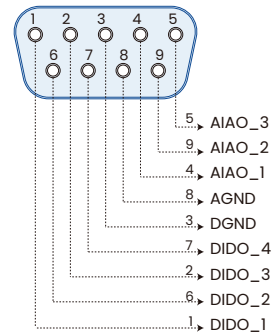 1 2 3 4 5
6 7 8 9
5 AIAO_3
9 AIAO_2
4 AIAO_1
8 AGND
3 DGND
7 DIDO_4
2 DIDO_3
6 DIDO_2
1 DIDO_1